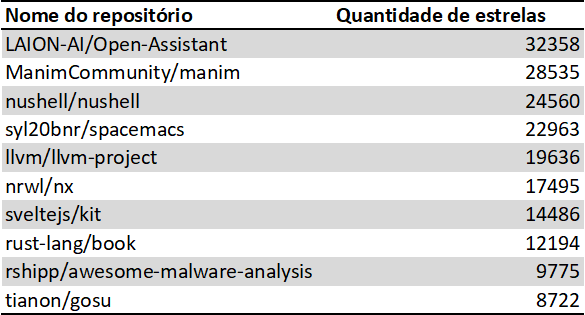 Nome do repositório Quantidade de estrelas
LAION-AI/Open-Assistant 32358
ManimCommunity/manim 28535
nushell/nushell 24560
syl20bnr/spacemacs 22963
llvm/llvm-project 19636
nrwl/nx 17495
sveltejs/kit 14486
rust-lang/book 12194
rshipp/awesome-malware-analysis 9775
tianon/gosu 8722